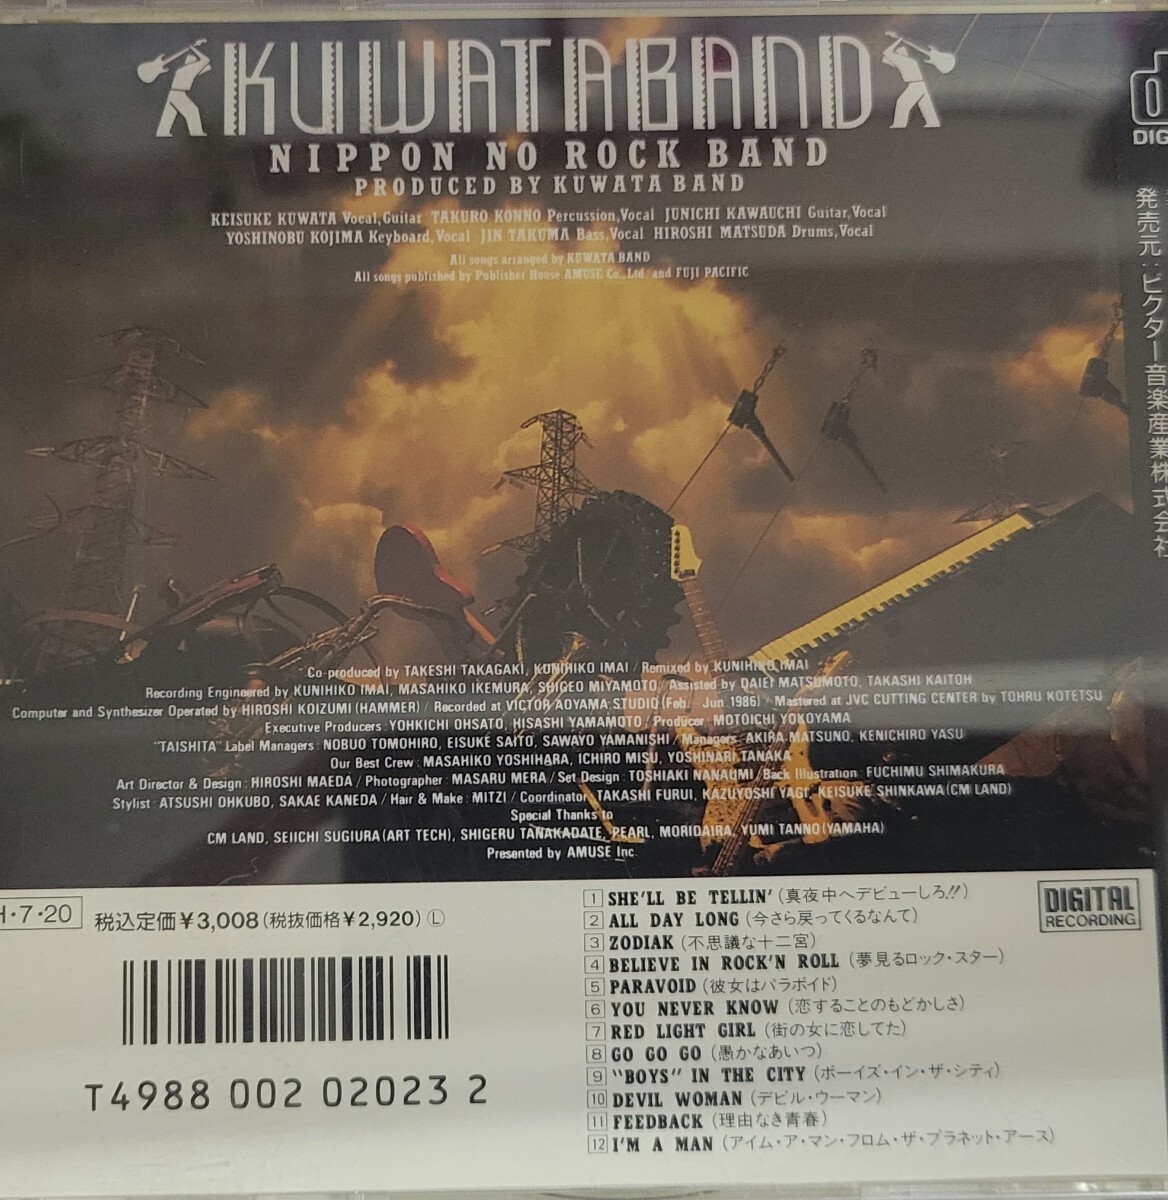 KUWATABAND
NIPPON NO ROCK BAND
PRODUCED BY KUWATA BAND
KEISUKE KUWATA Vocal,Guitar TAKURO KONNO Percussion,Vocal JUNICHI KAWAUCHI Guitar,Vocal
YOSHINOBU KOJIMA Keyboard,Vocal JIN TAKUMA Bass,Vocal HIROSHI MATSUDA Drums,Vocal
All songs arranged by KUWATA BAND
All songs published by Publisher House AMUSE Co., Ltd. and FUJI PACIFIC
DIG
発売元:ビクター音楽産業株式会社
Co-produced by TAKESHI TAKAGAKI, KUNIHIKO IMAI / Remixed by KUNIHIKO IMAI
Recording Engineered by KUNIHIKO IMAI, MASAHIKO IKEMURA, SHIGEO MIYAMOTO / Assisted by DAIEI MATSUMOTO, TAKASHI KAITOH
Computer and Synthesizer Operated by HIROSHI KOIZUMI (HAMMER) / Recorded at VICTOR AOYAMA STUDIO (Feb. Jun. 1986) / Mastered at JVC CUTTING CENTER by TOHRU KOTETSU
Executive Producers : YOHKICHI OHSATO, HISASHI YAMAMOTO / Producer : MOTOICHI YOKOYAMA
"TAISHITA" Label Managers : NOBUO TOMOHIRO, EISUKE SAITO, SAWAYO YAMANISHI / Managers : AKIRA MATSUNO, KENICHIRO YASU
Our Best Crew : MASAHIKO YOSHIHARA, ICHIRO MISU, YOSHINARI TANAKA
Art Director & Design : HIROSHI MAEDA / Photographer : MASARU MERA / Set Design : TOSHIAKI NANAUMI / Back Illustration : FUCHIMU SHIMAKURA
Stylist : ATSUSHI OHKUBO, SAKAE KANEDA / Hair & Make : MITZI / Coordinator : TAKASHI FURUI, KAZUYOSHI YAGI, KEISUKE SHINKAWA (CM LAND)
Special Thanks to
CM LAND, SEIICHI SUGIURA (ART TECH), SHIGERU TANAKADATE, PEARL, MORIDAIRA, YUMI TANNO (YAMAHA)
Presented by AMUSE Inc.
H・7・20 税込定価¥3,008(税抜価格¥2,920) Ⓛ
T4988 002 02023 2
1 SHE'LL BE TELLIN' (真夜中へデビューしろ!!)
2 ALL DAY LONG (今さら戻ってくるなんて)
3 ZODIAK (不思議な十二宮)
4 BELIEVE IN ROCK'N ROLL (夢見るロック・スター)
5 PARAVOID (彼女はパラボイド)
6 YOU NEVER KNOW (恋することのもどかしさ)
7 RED LIGHT GIRL (街の女に恋してた)
8 GO GO GO (愚かなあいつ)
9 "BOYS" IN THE CITY (ボーイズ・イン・ザ・シティ)
10 DEVIL WOMAN (デビル・ウーマン)
11 FEEDBACK (理由なき青春)
12 I'M A MAN (アイム・ア・マン・フロム・ザ・プラネット・アース)
DIGITAL
RECORDING